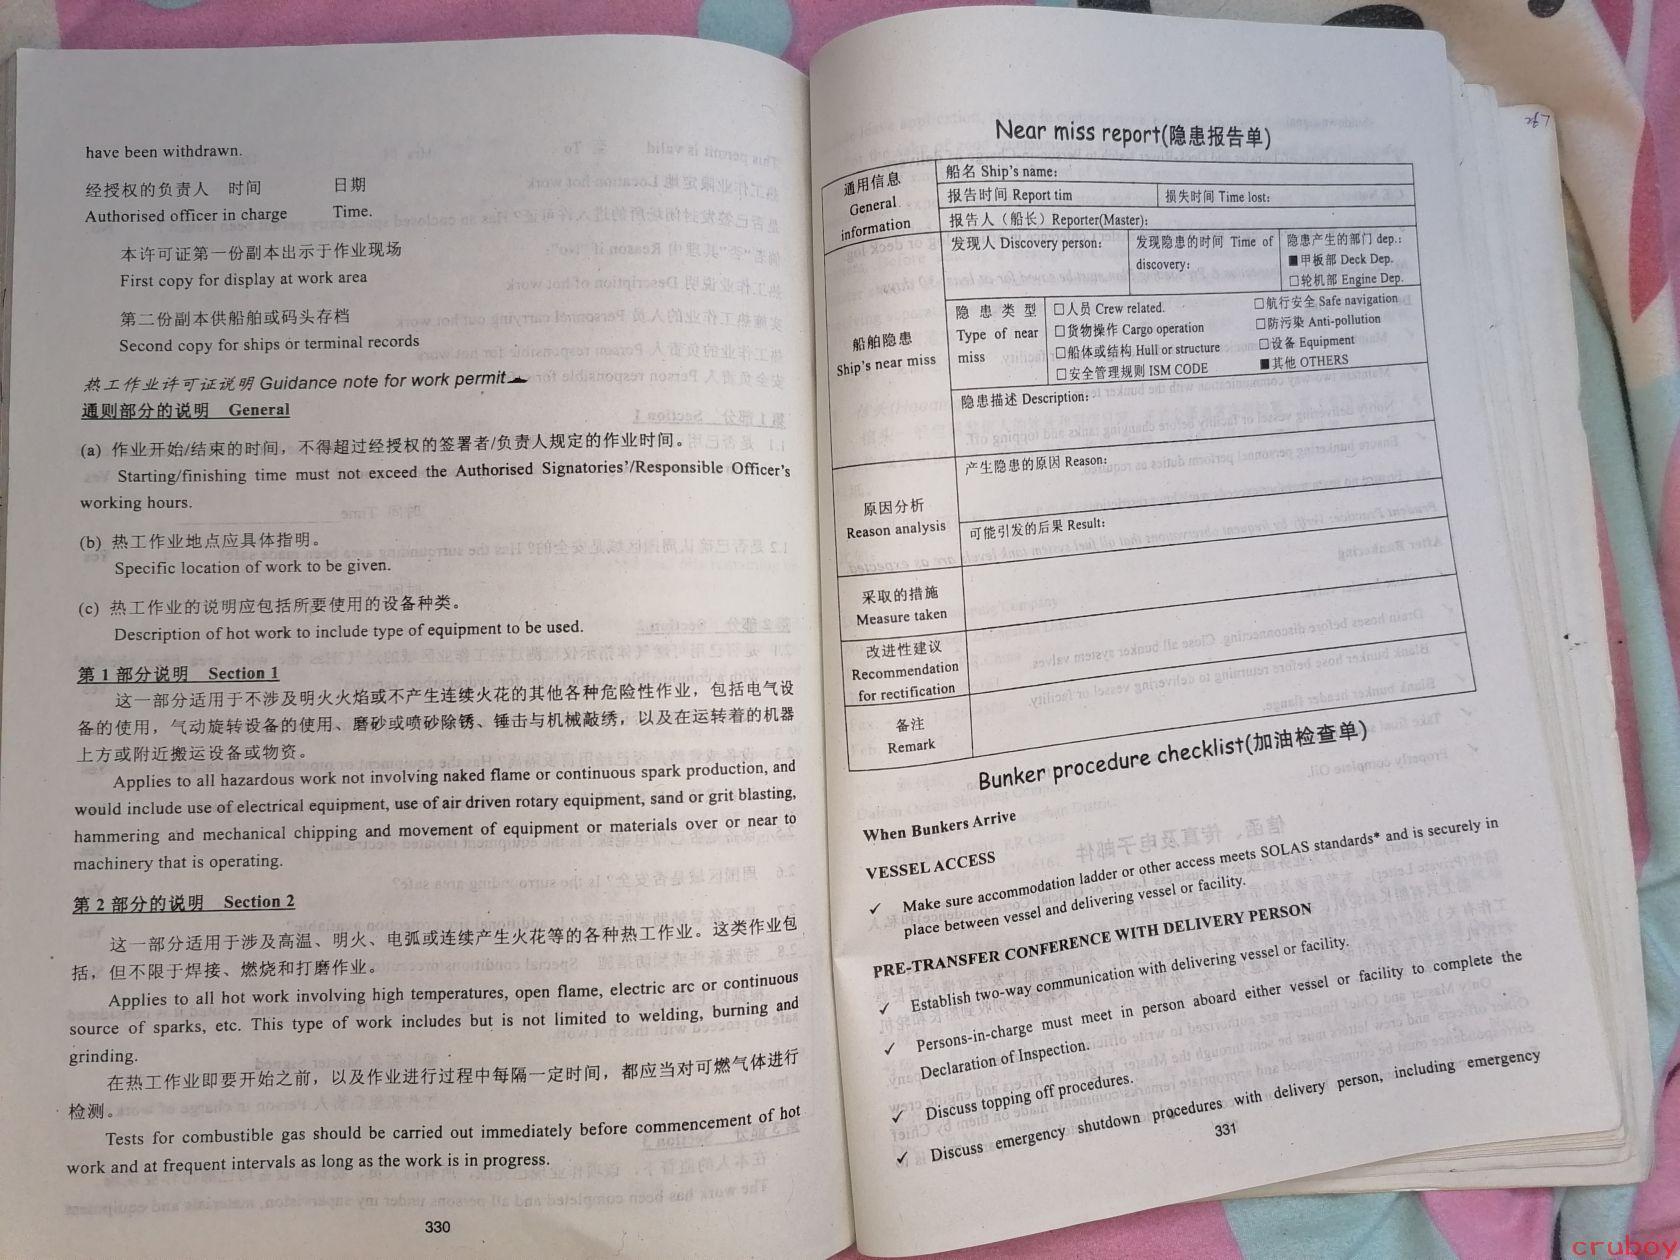 have been withdrawn.
经授权的负责人 时间 日期
Authorised officer in charge Time.
本许可证第一份副本出示于作业现场
First copy for display at work area
第二份副本供船舶或码头存档
Second copy for ships or terminal records
热工作业许可证说明 Guidance note for work permit
通则部分的说明 General
(a) 作业开始/结束的时间，不得超过经授权的签署者/负责人规定的作业时间。
Starting/finishing time must not exceed the Authorised Signatories'/Responsible Officer's
working hours.
(b) 热工作业地点应具体指明。
Specific location of work to be given.
(c) 热工作业的说明应包括所要使用的设备种类。
Description of hot work to include type of equipment to be used.
第 1 部分说明 Section 1
这一部分适用于不涉及明火火焰或不产生连续火花的其他各种危险性作业，包括电气设
备的使用，气动旋转设备的使用、磨砂或喷砂除锈、锤击与机械敲绣，以及在运转着的机器
上方或附近搬运设备或物资。
Applies to all hazardous work not involving naked flame or continuous spark production, and
would include use of electrical equipment, use of air driven rotary equipment, sand or grit blasting,
hammering and mechanical chipping and movement of equipment or materials over or near to
machinery that is operating.
第 2 部分的说明 Section 2
这一部分适用于涉及高温、明火、电弧或连续产生火花等的各种热工作业。这类作业包
括，但不限于焊接、燃烧和打磨作业。
Applies to all hot work involving high temperatures, open flame, electric arc or continuous
source of sparks, etc. This type of work includes but is not limited to welding, burning and
grinding.
在热工作业即要开始之前，以及作业进行过程中每隔一定时间，都应当对可燃气体进行
检测。
Tests for combustible gas should be carried out immediately before commencement of hot
work and at frequent intervals as long as the work is in progress.
330
Near miss report(隐患报告单)
通用信息
General
information
船名 Ship's name:
报告时间 Report tim 损失时间 Time lost:
报告人（船长）Reporter(Master):
船舶隐患
Ship's near miss
发现人 Discovery person:
发现隐患的时间 Time of
discovery:
隐患产生的部门 dep.:
■甲板部 Deck Dep.
□轮机部 Engine Dep.
隐患类型
Type of near
miss
□人员 Crew related. □航行安全 Safe navigation
□货物操作 Cargo operation □防污染 Anti-pollution
□船体或结构 Hull or structure □设备 Equipment
□安全管理规则 ISM CODE ■其他 OTHERS
隐患描述 Description:
原因分析
Reason analysis
产生隐患的原因 Reason:
可能引发的后果 Result:
采取的措施
Measure taken
改进性建议
Recommendation
for rectification
备注
Remark
Bunker procedure checklist(加油检查单)
When Bunkers Arrive
VESSEL ACCESS
✓ Make sure accommodation ladder or other access meets SOLAS standards* and is securely in
place between vessel and delivering vessel or facility.
PRE-TRANSFER CONFERENCE WITH DELIVERY PERSON
✓ Establish two-way communication with delivering vessel or facility.
✓ Persons-in-charge must meet in person aboard either vessel or facility to complete the
Declaration of Inspection.
✓ Discuss topping off procedures.
✓ Discuss emergency shutdown procedures with delivery person, including emergency
331
cruboy